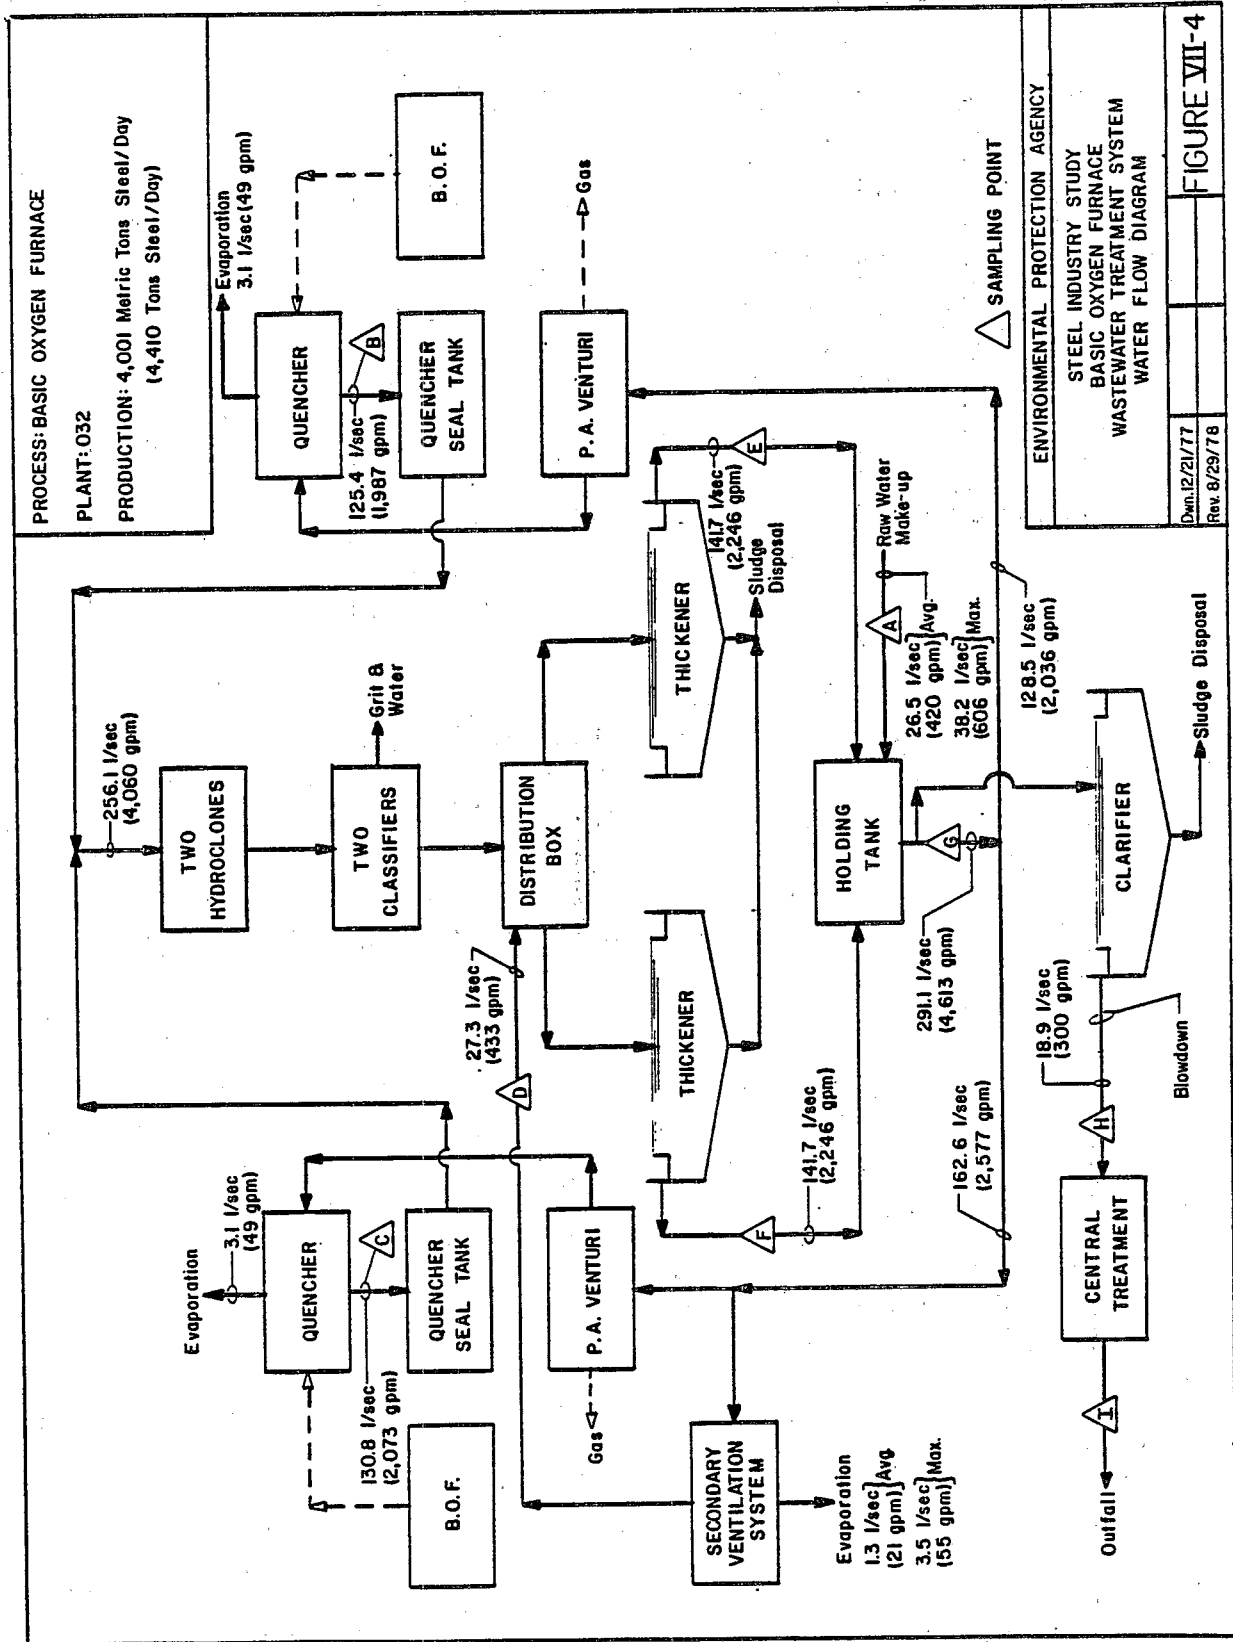 PROCESS: BASIC OXYGEN FURNACE
PLANT: 032
PRODUCTION: 4,001 Metric Tons Steel/Day
(4,410 Tons Steel/Day)
Evaporation
3.1 l/sec
(49 gpm)
QUENCHER
130.8 l/sec
(2,073 gpm)
C
QUENCHER
SEAL TANK
B.O.F.
P.A. VENTURI
Gas
SECONDARY
VENTILATION
SYSTEM
Evaporation
1.3 l/sec} Avg.
(21 gpm)
3.5 l/sec} Max.
(55 gpm)
256.1 l/sec
(4,060 gpm)
TWO
HYDROCLONES
TWO
CLASSIFIERS
Grit &
Water
DISTRIBUTION
BOX
27.3 l/sec
(433 gpm)
D
Evaporation
3.1 l/sec (49 gpm)
QUENCHER
125.4 l/sec
(1,987 gpm)
B
QUENCHER
SEAL TANK
B.O.F.
P.A. VENTURI
Gas
THICKENER
THICKENER
Sludge
Disposal
141.7 l/sec
(2,246 gpm)
F
141.7 l/sec
(2,246 gpm)
E
HOLDING
TANK
Raw Water
Make-up
A
26.5 l/sec} Avg.
(420 gpm)
38.2 l/sec} Max.
(606 gpm)
G
291.1 l/sec
(4,613 gpm)
162.6 l/sec
(2,577 gpm)
128.5 l/sec
(2,036 gpm)
CLARIFIER
Sludge Disposal
18.9 l/sec
(300 gpm)
Blowdown
H
CENTRAL
TREATMENT
I
Outfall
SAMPLING POINT
ENVIRONMENTAL PROTECTION AGENCY
STEEL INDUSTRY STUDY
BASIC OXYGEN FURNACE
WASTEWATER TREATMENT SYSTEM
WATER FLOW DIAGRAM
Dwn. 12/21/77
Rev. 8/29/78
FIGURE VII-4